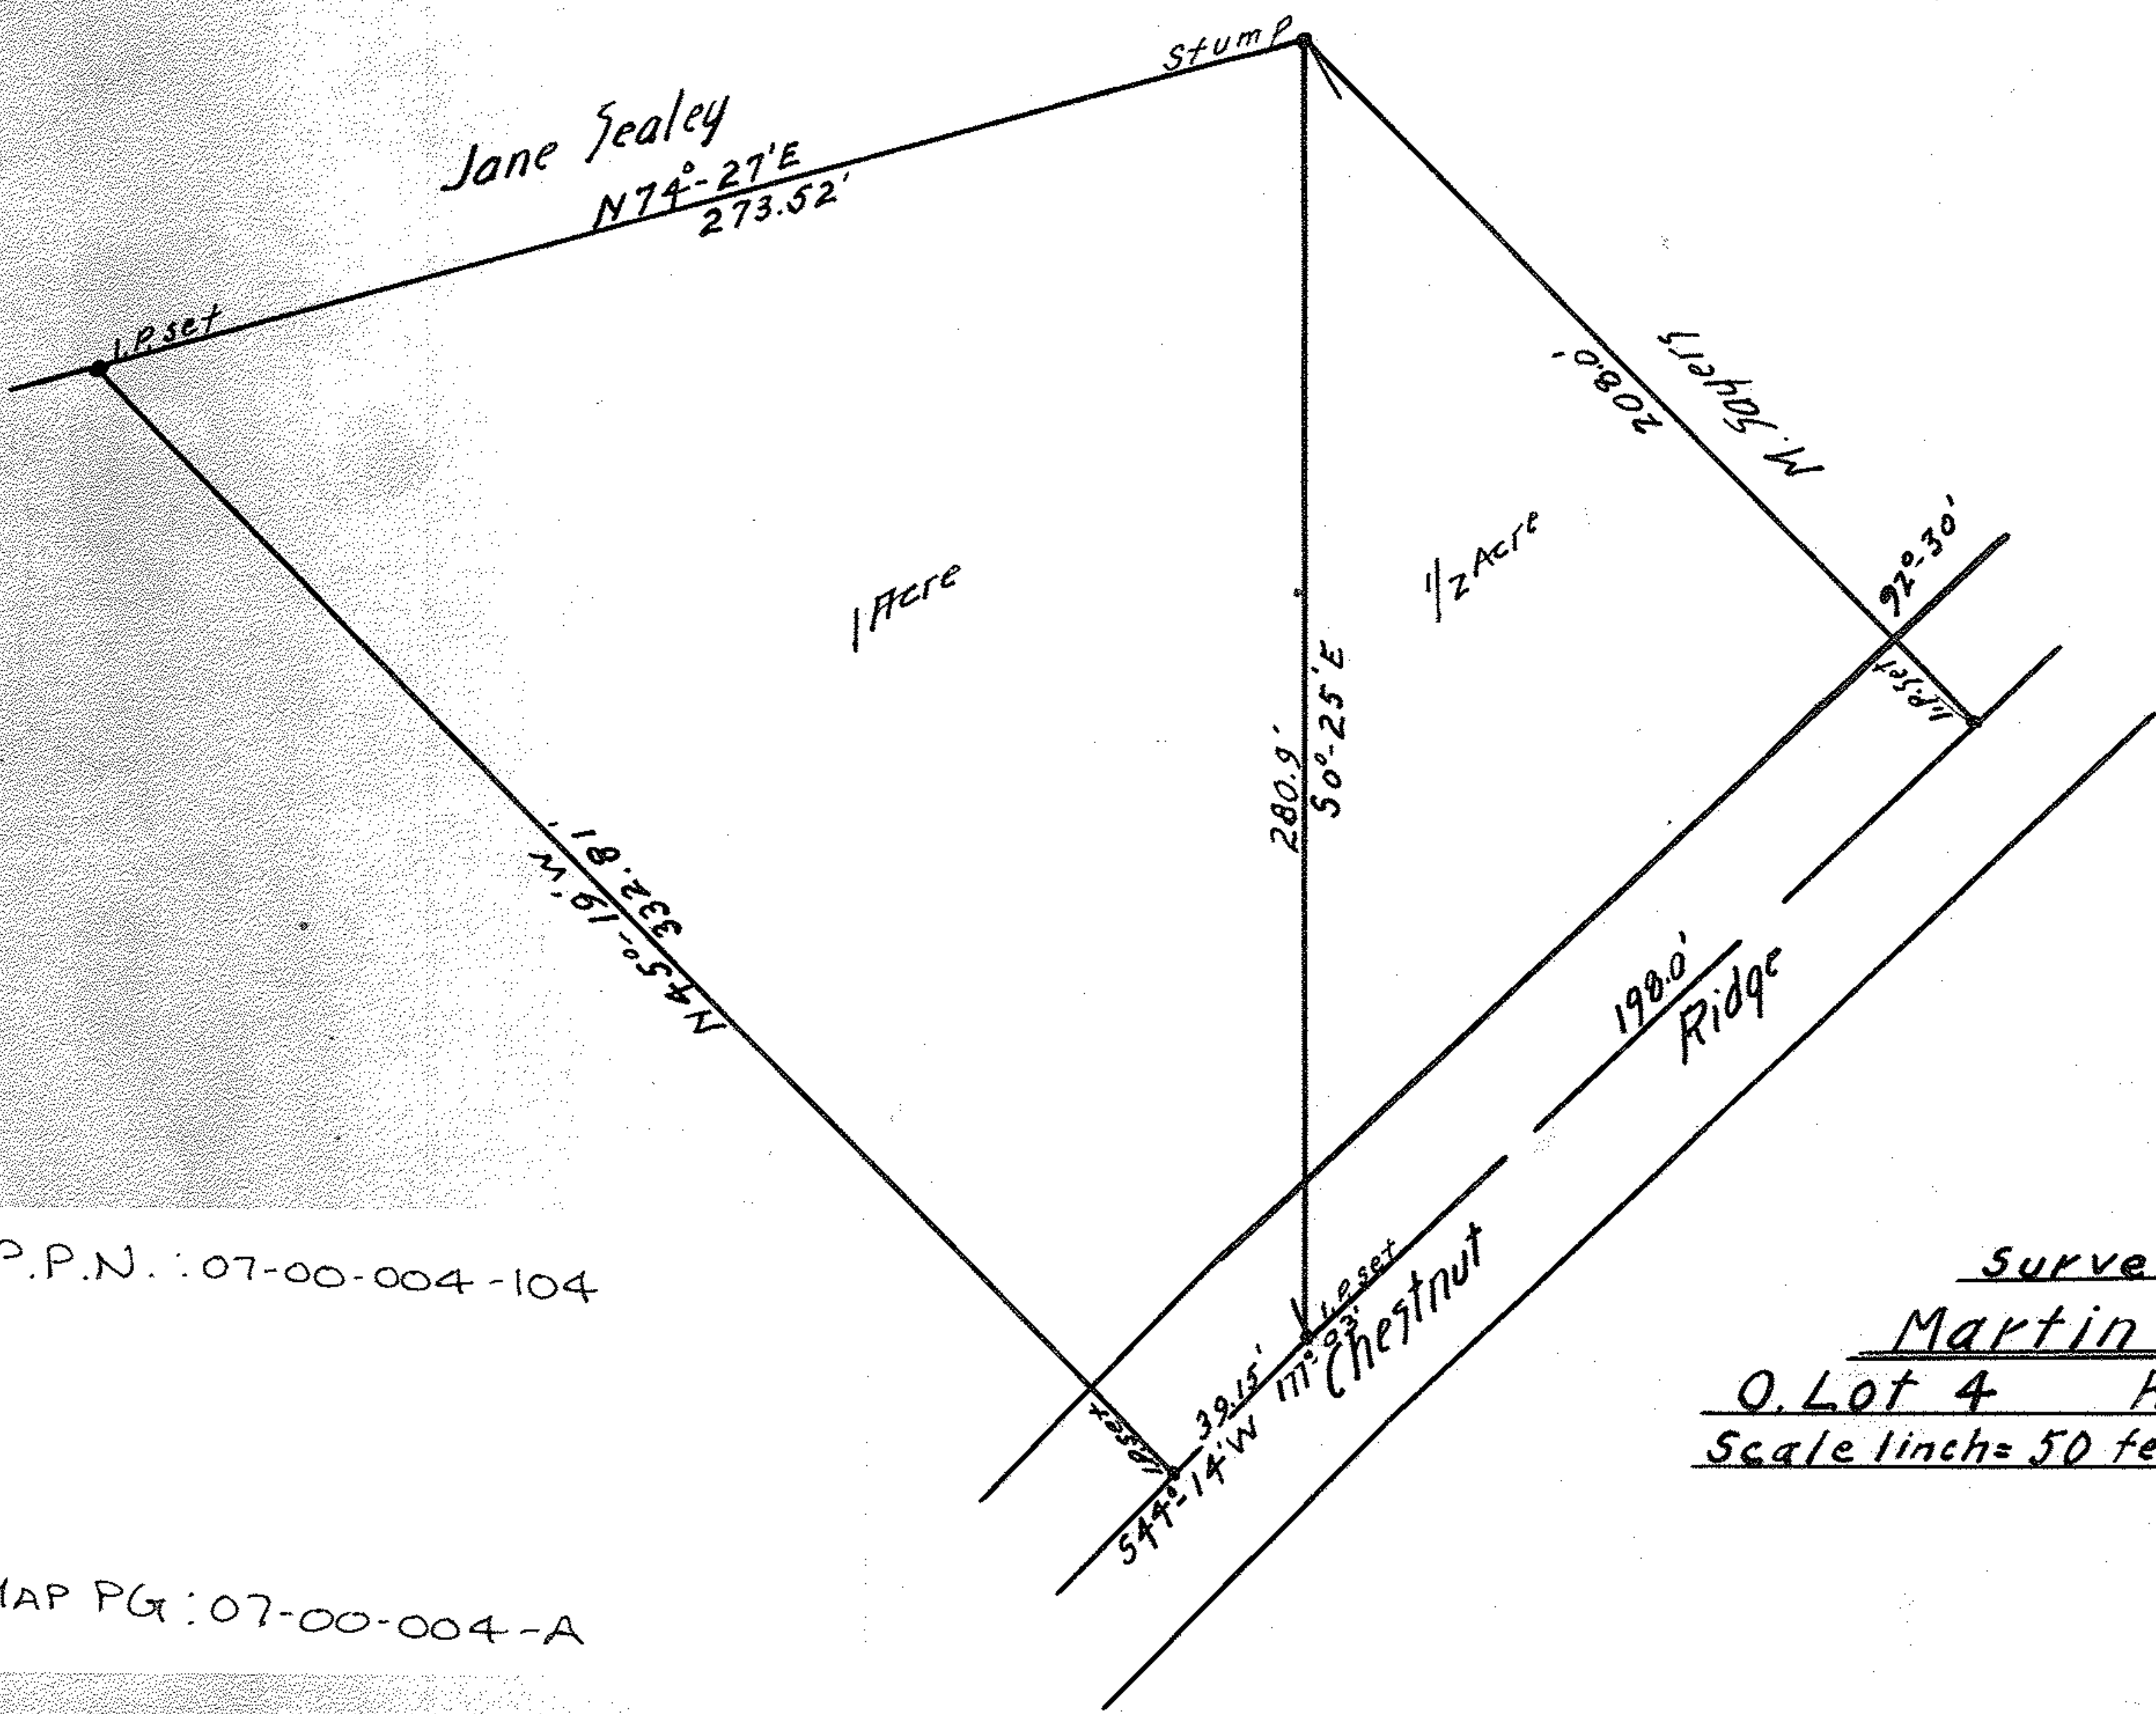 Stump
Jane Sealey
N74°-27'E
273.52'
I.P. set
M. Sayers
208.0'
92°-30'
I.P. set
1 Acre
1/2 Acre
280.9'
S0°-25'E
332.81'
N45°-19'W
198.0'
Ridge
I.P. set
Chestnut
39.15'
I.P. set
S44°-14'W
P.P.N.: 07-00-004-104
MAP PG: 07-00-004-A
Surve
Martin
O. Lot 4
Scale 1inch= 50 fe